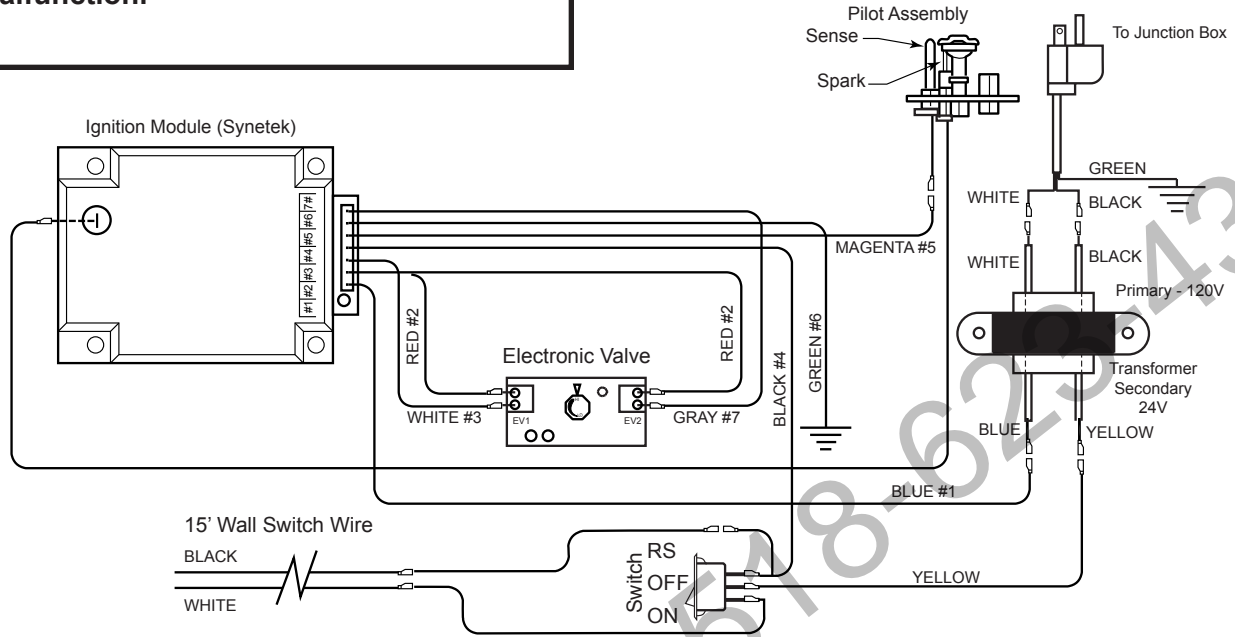 Pilot Assembly
Sense
To Junction Box
Spark
Ignition Module (Synetek)
GREEN
WHITE
BLACK
#1 #2 #3 #4 #5 #6 7#
MAGENTA #5
WHITE
BLACK
Primary - 120V
RED #2
RED #2
BLACK #4
GREEN #6
Electronic Valve
Transformer
Secondary
24V
WHITE #3
EV1
EV2
GRAY #7
BLUE
YELLOW
BLUE #1
15' Wall Switch Wire
BLACK
WHITE
Switch
RS
OFF
ON
YELLOW
518-623-43